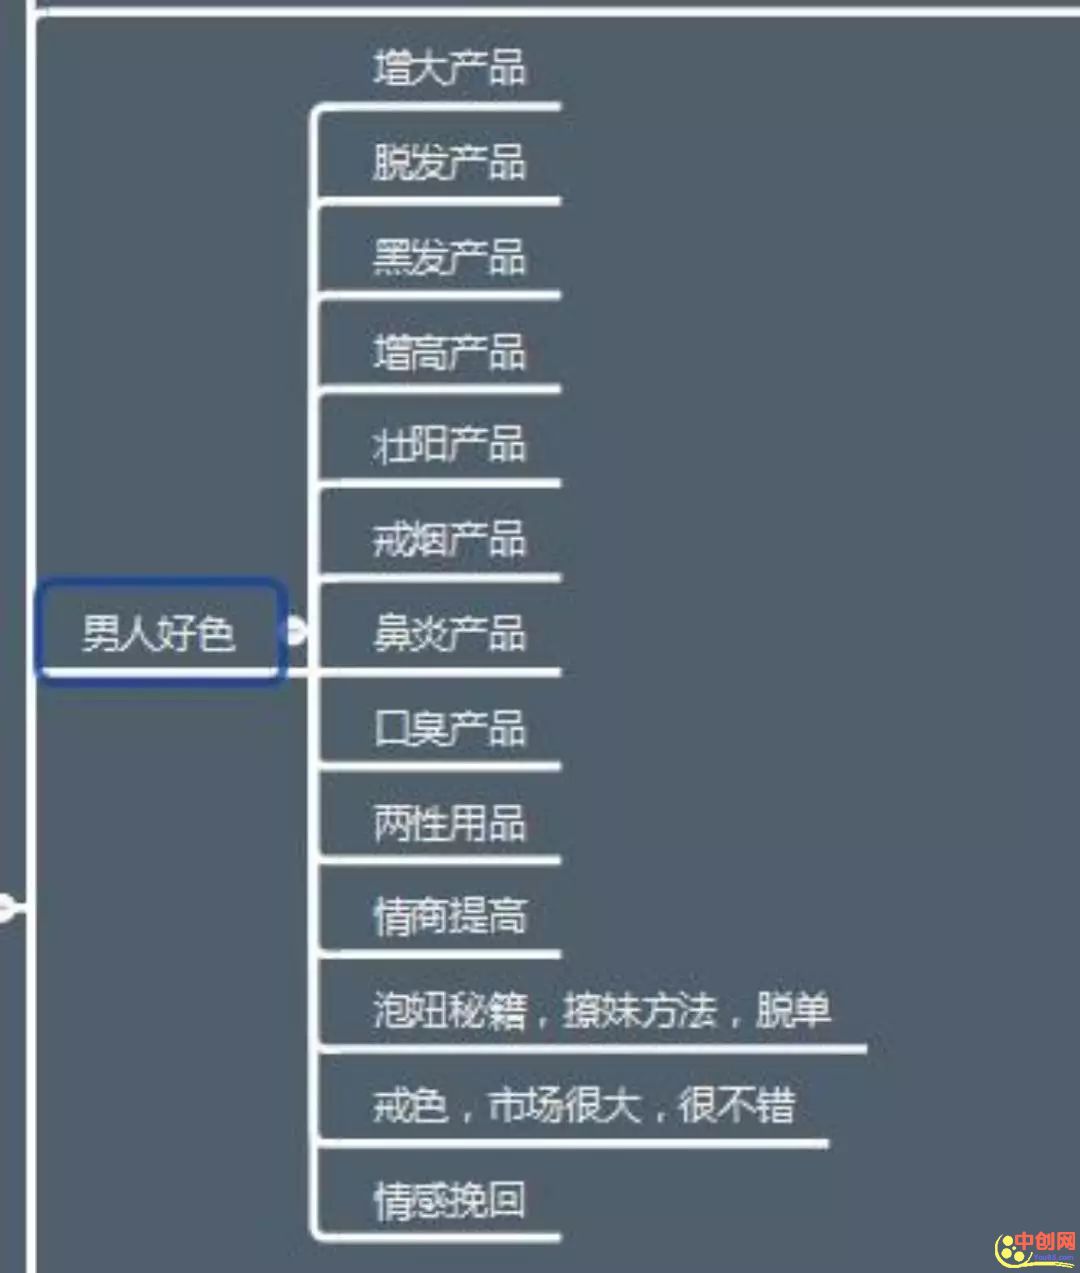 增大产品
脱发产品
黑发产品
增高产品
壮阳产品
戒烟产品
男人好色
鼻炎产品
口臭产品
两性用品
情商提高
泡妞秘籍，撩妹方法，脱单
戒色，市场很大，很不错
情感挽回
中创网